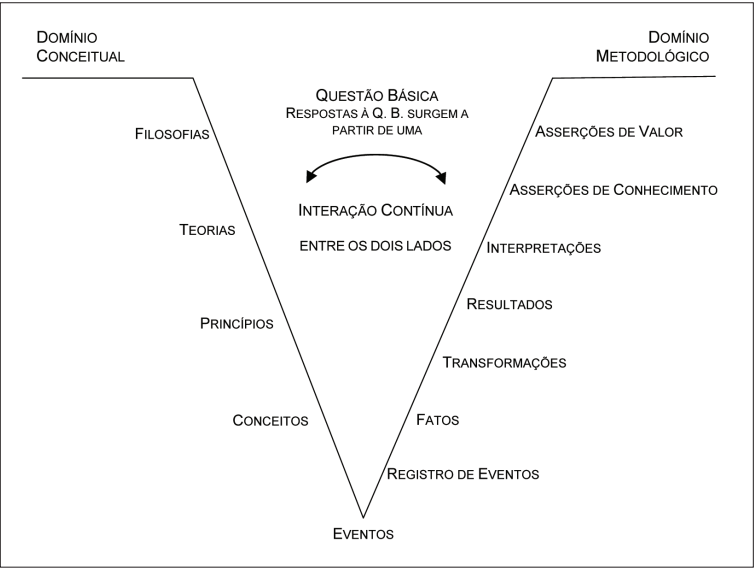 DOMÍNIO
CONCEITUAL
DOMÍNIO
METODOLÓGICO
QUESTÃO BÁSICA
RESPOSTAS À Q. B. SURGEM A
PARTIR DE UMA
INTERAÇÃO CONTÍNUA
ENTRE OS DOIS LADOS
FILOSOFIAS
TEORIAS
PRINCÍPIOS
CONCEITOS
ASSERÇÕES DE VALOR
ASSERÇÕES DE CONHECIMENTO
INTERPRETAÇÕES
RESULTADOS
TRANSFORMAÇÕES
FATOS
REGISTRO DE EVENTOS
EVENTOS